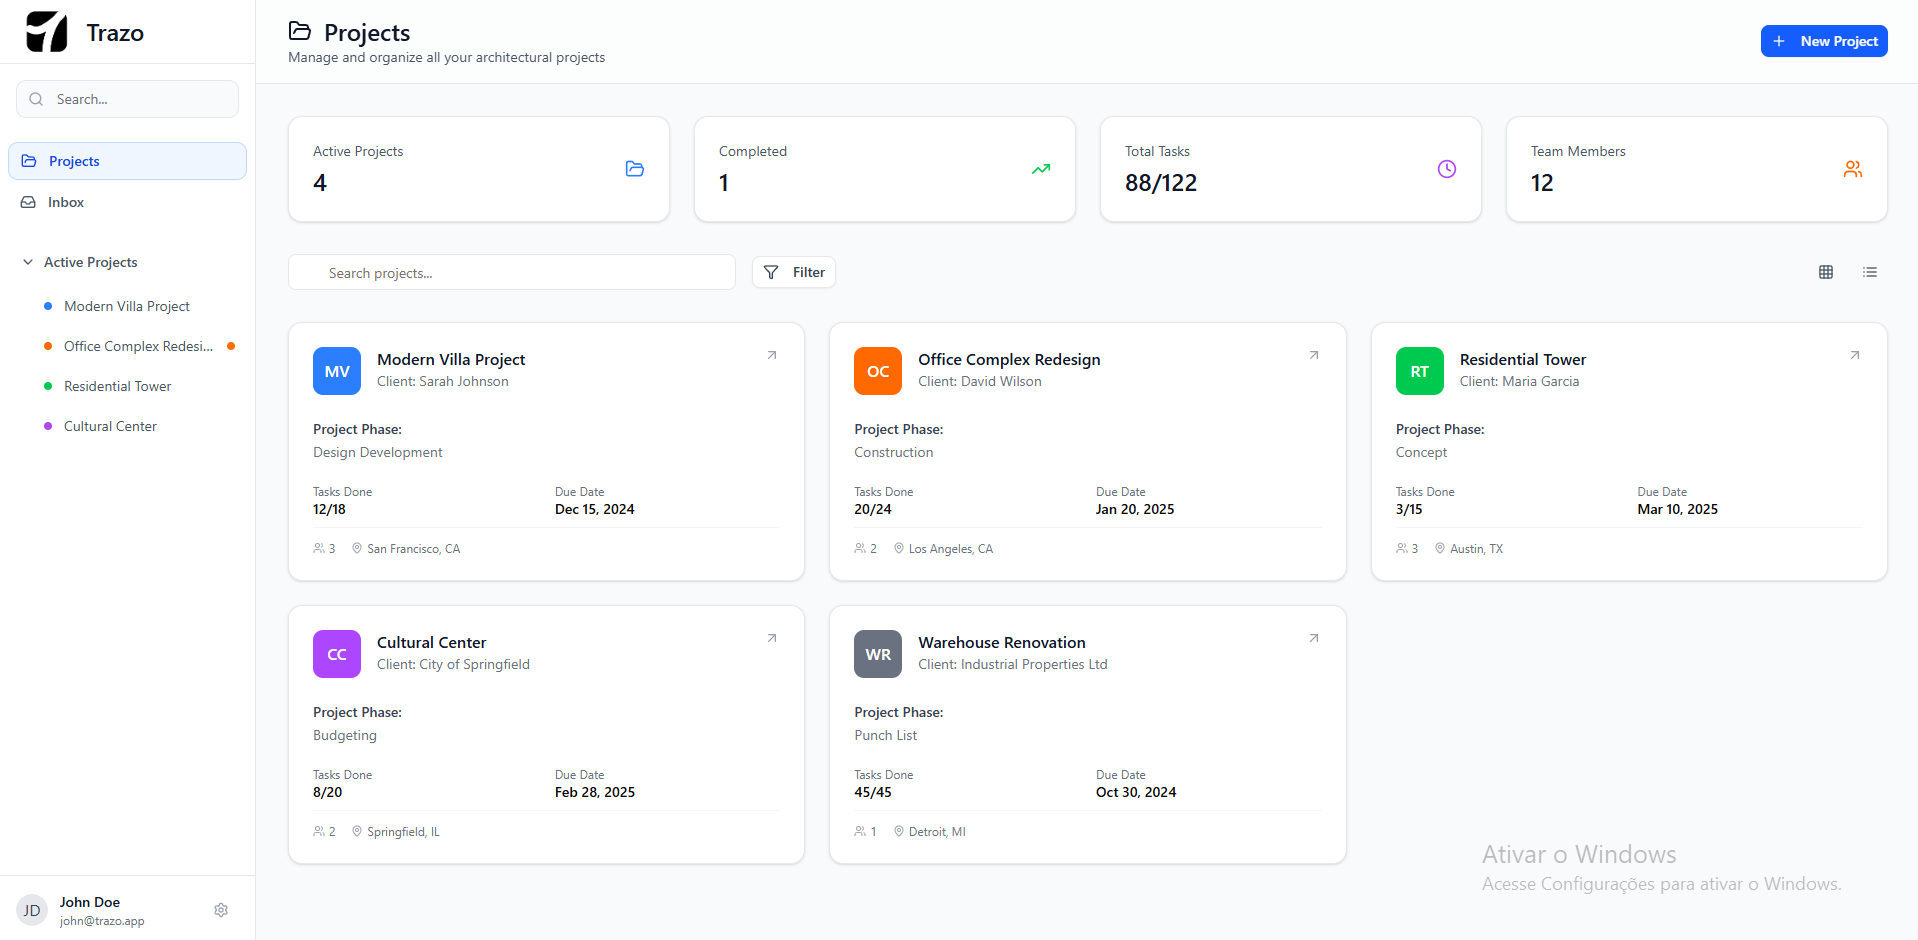 Trazo
Search...
Projects
Inbox
Active Projects
Modern Villa Project
Office Complex Redesi...
Residential Tower
Cultural Center
JD
John Doe
john@trazo.app
Projects
Manage and organize all your architectural projects
New Project
Active Projects
4
Completed
1
Total Tasks
88/122
Team Members
12
Search projects...
Filter
MV
Modern Villa Project
Client: Sarah Johnson
Project Phase:
Design Development
Tasks Done
12/18
Due Date
Dec 15, 2024
3
San Francisco, CA
OC
Office Complex Redesign
Client: David Wilson
Project Phase:
Construction
Tasks Done
20/24
Due Date
Jan 20, 2025
2
Los Angeles, CA
RT
Residential Tower
Client: Maria Garcia
Project Phase:
Concept
Tasks Done
3/15
Due Date
Mar 10, 2025
3
Austin, TX
CC
Cultural Center
Client: City of Springfield
Project Phase:
Budgeting
Tasks Done
8/20
Due Date
Feb 28, 2025
2
Springfield, IL
WR
Warehouse Renovation
Client: Industrial Properties Ltd
Project Phase:
Punch List
Tasks Done
45/45
Due Date
Oct 30, 2024
1
Detroit, MI
Ativar o Windows
Acesse Configurações para ativar o Windows.